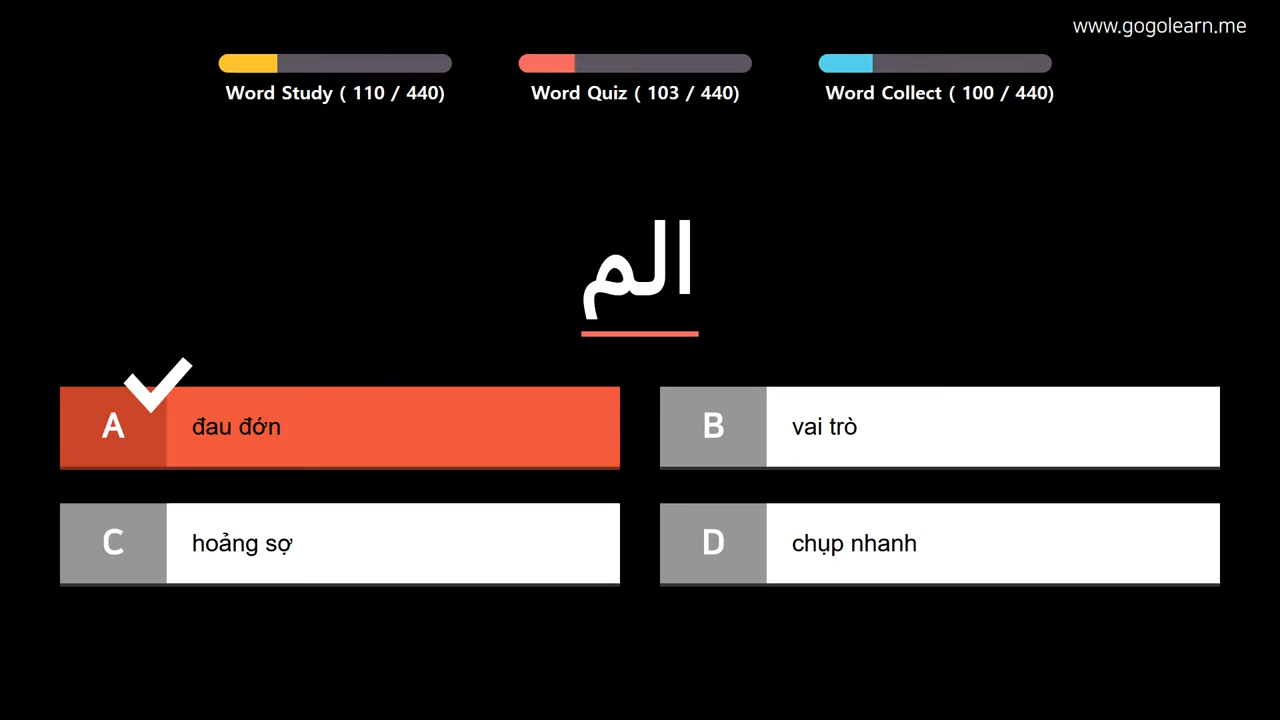 www.gogolearn.me
Word Study ( 110 / 440)
Word Quiz ( 103 / 440)
Word Collect ( 100 / 440)
الم
A đau đớn
B vai trò
C hoảng sợ
D chụp nhanh